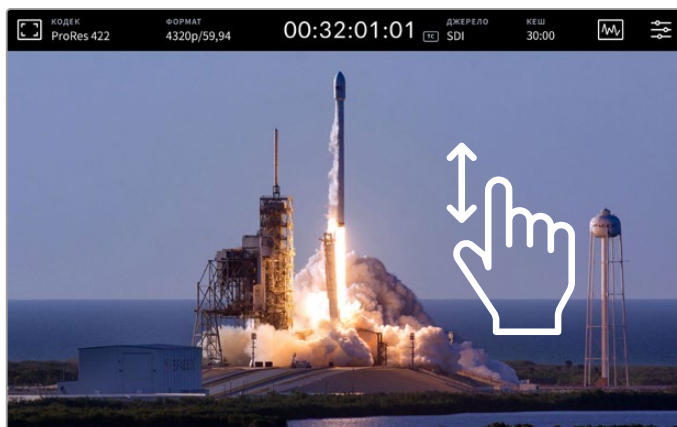 КОДЕК
ProRes 422
ФОРМАТ
4320p/59,94
00:32:01:01
TC
ДЖЕРЕЛО
SDI
КЕШ
30:00